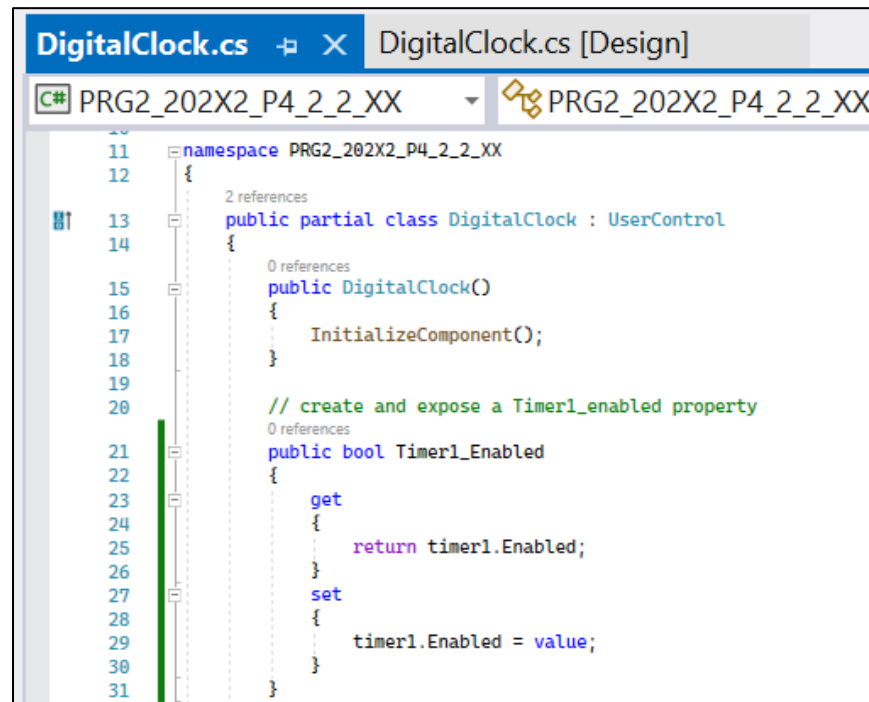 DigitalClock.cs DigitalClock.cs [Design]
C# PRG2_202X2_P4_2_2_XX PRG2_202X2_P4_2_2_XX
10
11 namespace PRG2_202X2_P4_2_2_XX
12 {
2 references
13 public partial class DigitalClock : UserControl
14 {
0 references
15 public DigitalClock()
16 {
17 InitializeComponent();
18 }
19
20 // create and expose a Timer1_enabled property
0 references
21 public bool Timer1_Enabled
22 {
23 get
24 {
25 return timer1.Enabled;
26 }
27 set
28 {
29 timer1.Enabled = value;
30 }
31 }